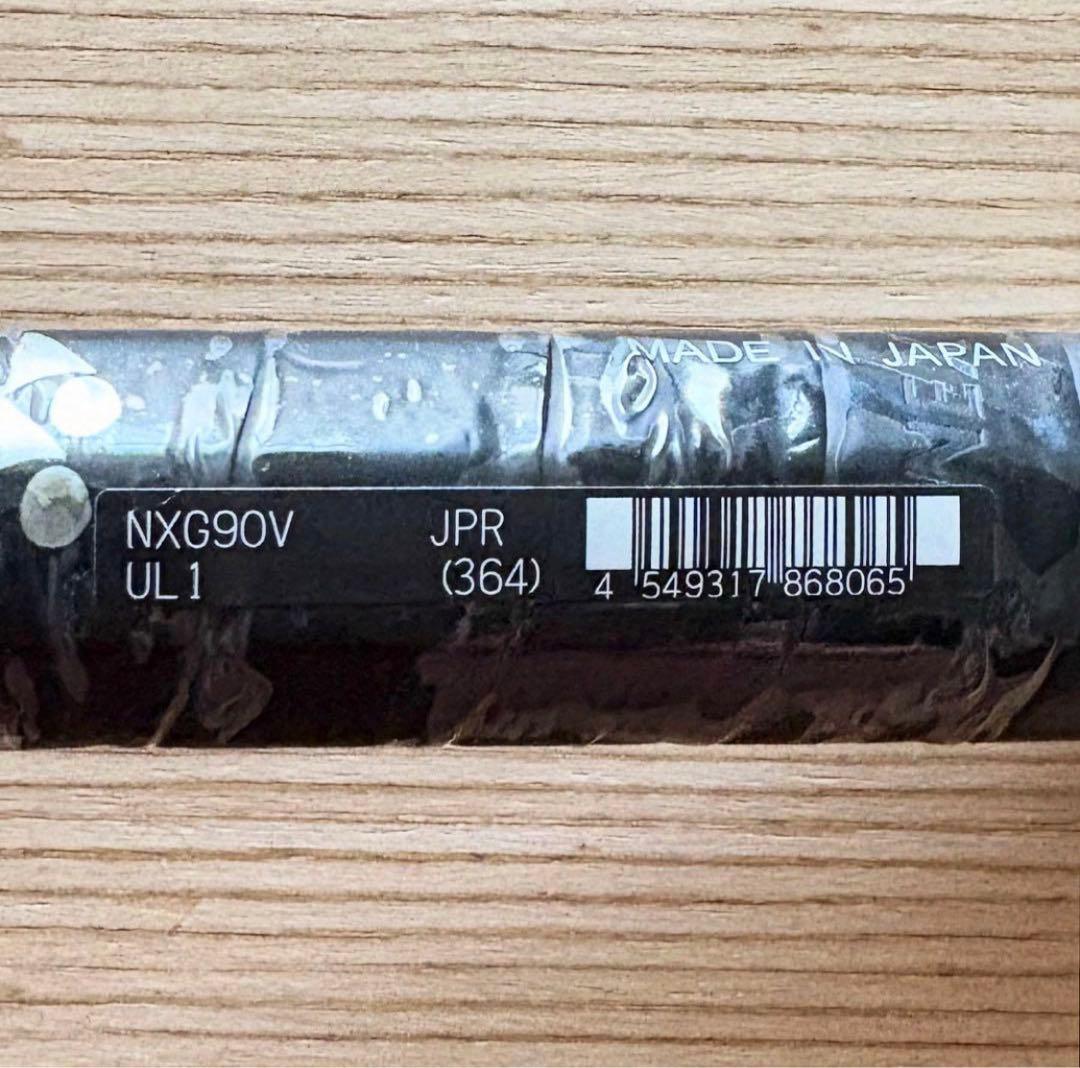 MADE IN JAPAN
NXG90V JPR
UL1 (364)
4 549317 868065